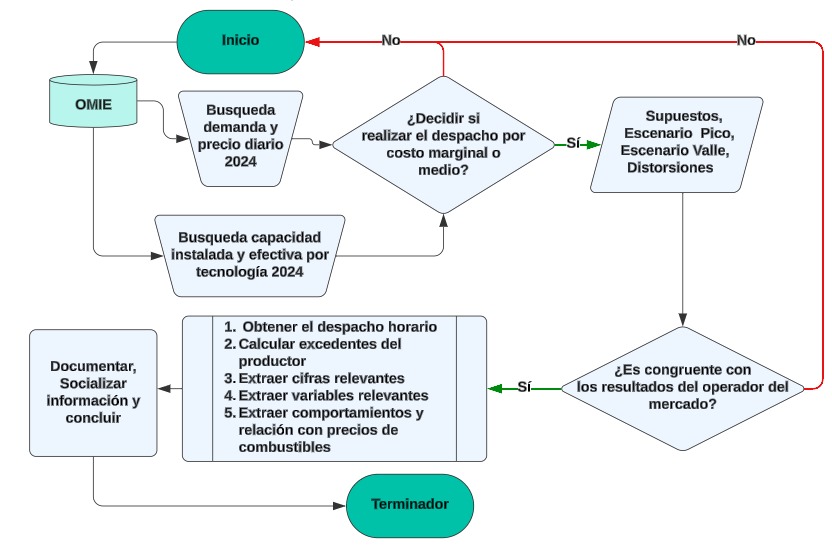 Inicio
No
No
OMIE
Busqueda
demanda y
precio diario
2024
¿Decidir si
realizar el despacho por
costo marginal o
medio?
Sí
Supuestos,
Escenario Pico,
Escenario Valle,
Distorsiones
Busqueda capacidad
instalada y efectiva por
tecnología 2024
Documentar,
Socializar
información y
concluir
1. Obtener el despacho horario
2. Calcular excedentes del
productor
3. Extraer cifras relevantes
4. Extraer variables relevantes
5. Extraer comportamientos y
relación con precios de
combustibles
Sí
¿Es congruente con
los resultados del operador del
mercado?
Terminador